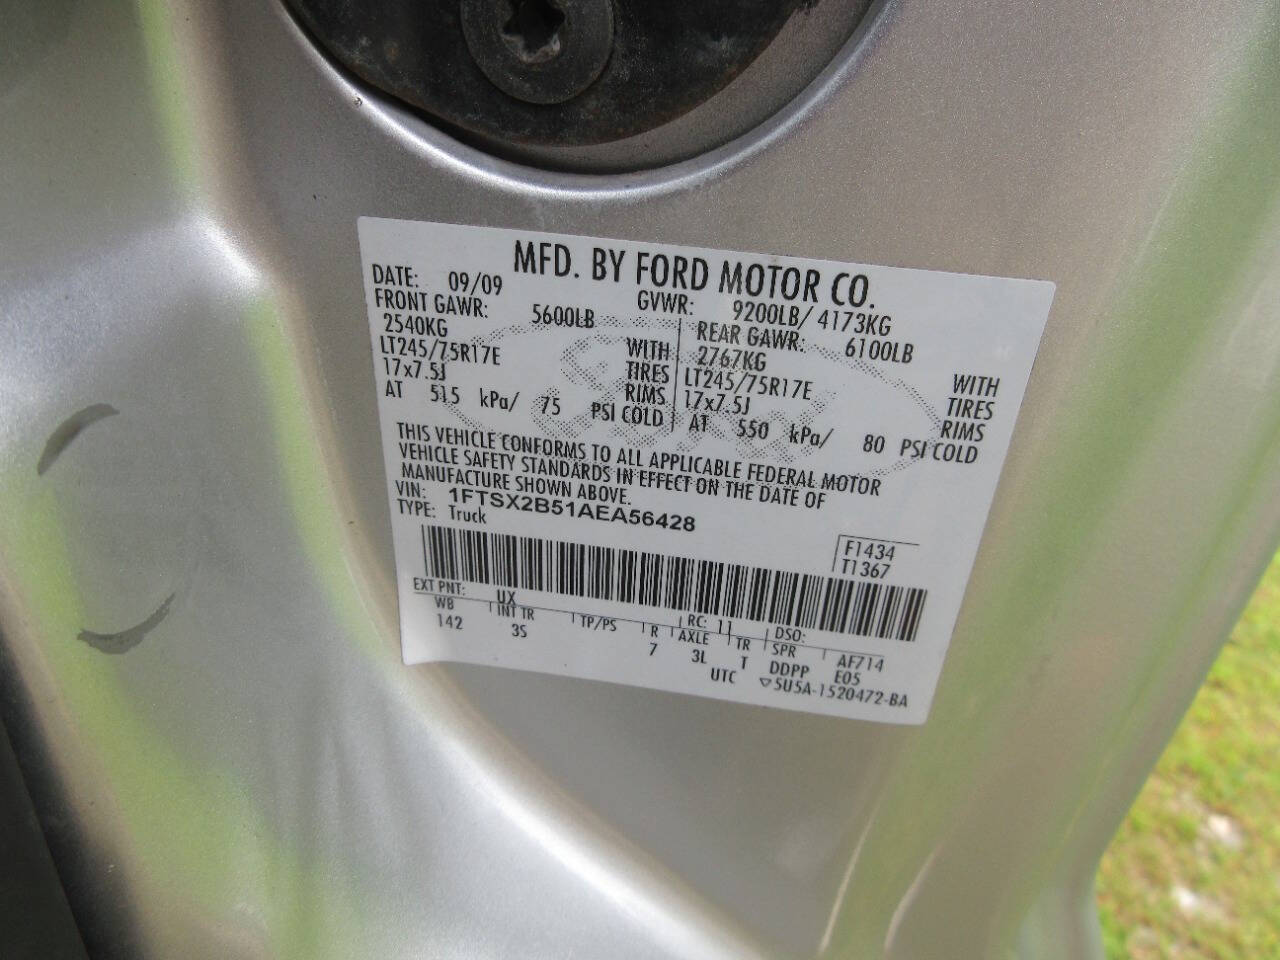 MFD. BY FORD MOTOR CO.
DATE: 09/09 GVWR: 9200LB/ 4173KG
FRONT GAWR: 5600LB REAR GAWR: 6100LB
2540KG WITH 2767KG WITH
LT245/75R17E TIRES LT245/75R17E TIRES
17x7.5J RIMS 17x7.5J RIMS
AT 515 kPa/ 75 PSI COLD AT 550 kPa/ 80 PSI COLD
THIS VEHICLE CONFORMS TO ALL APPLICABLE FEDERAL MOTOR
VEHICLE SAFETY STANDARDS IN EFFECT ON THE DATE OF
MANUFACTURE SHOWN ABOVE.
VIN: 1FTSX2B51AEA56428
TYPE: Truck
F1434
T1367
EXT PNT: UX RC: 11 DSO:
WB INT TR TP/PS R AXLE TR SPR AF714
142 3S 7 3L T DDPP E05
UTC ▽5U5A-1520472-BA